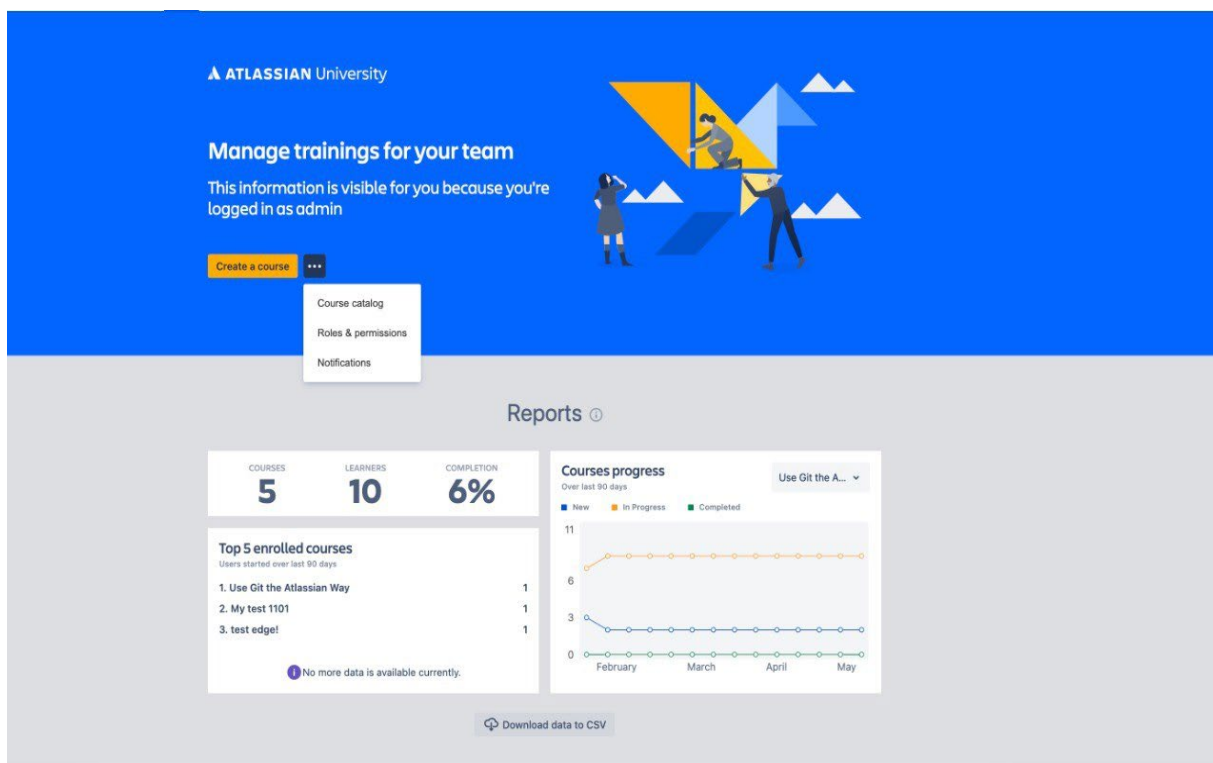 ATLASSIAN University
Manage trainings for your team
This information is visible for you because you're
logged in as admin
Create a course
Course catalog
Roles & permissions
Notifications
Reports
COURSES LEARNERS COMPLETION
5 10 6%
Top 5 enrolled courses
Users started over last 90 days
1. Use Git the Atlassian Way 1
2. My test 1101 1
3. test edge! 1
No more data is available currently.
Courses progress
Over last 90 days
Use Git the A...
New In Progress Completed
11
6
3
0
February March April May
Download data to CSV